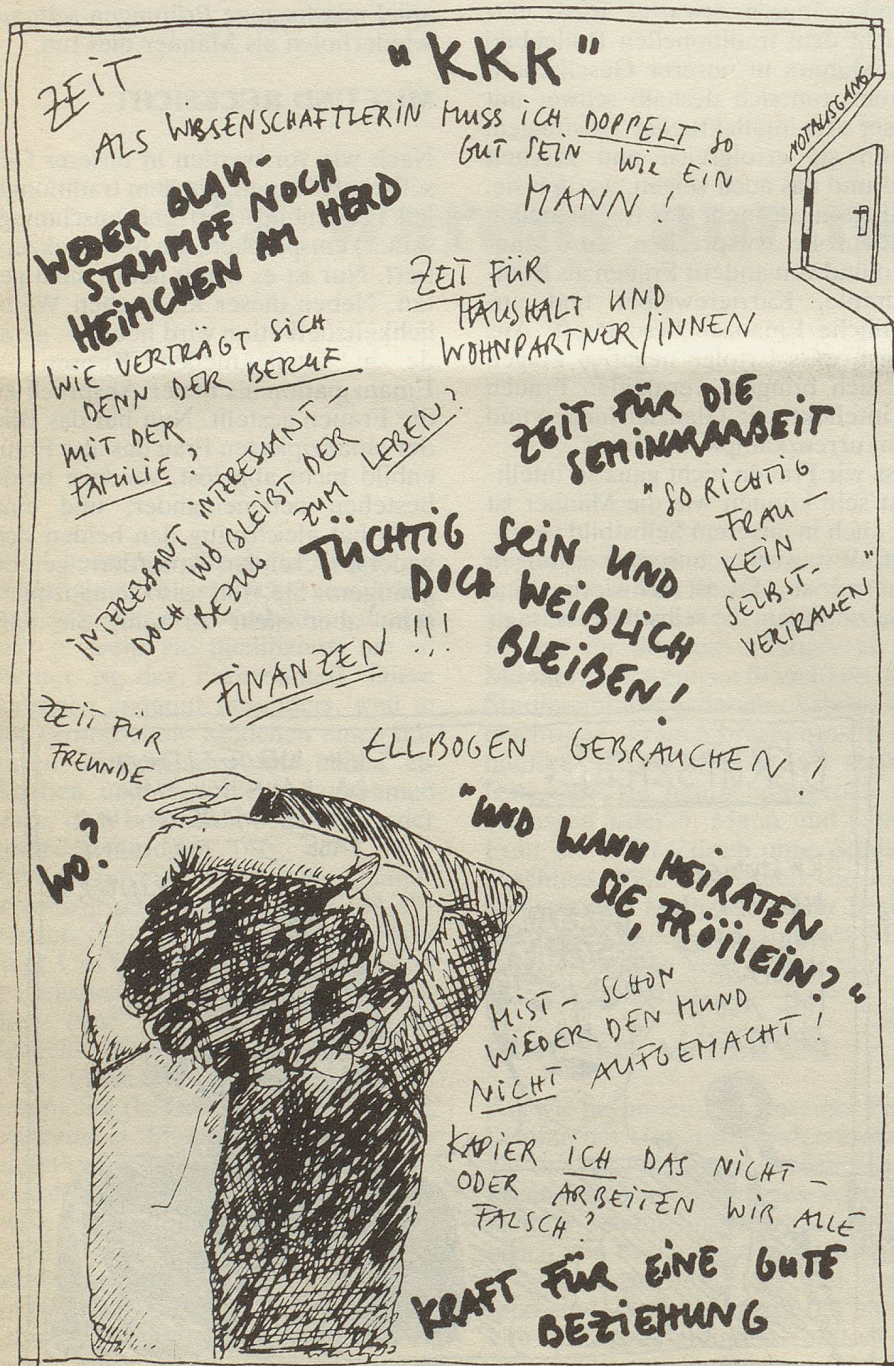 "KKK"
ZEIT
NOTAUSGANG
ALS WISSENSCHAFTLERIN MUSS ICH DOPPELT SO
GUT SEIN WIE EIN
MANN!
WEDER BLAU-
STRUMPF NOCH
HEIMCHEN AM HERD
ZEIT FÜR
HAUSHALT UND
WOHNPARTNER/INNEN
WIE VERTRÄGT SICH
DENN DER BERUF
MIT DER
FAMILIE?
ZEIT FÜR DIE
SEMINARARBEIT
INTERESSANT, INTERESSANT -
DOCH WO BLEIBT DER
BEZUG ZUM LEBEN?
"SO RICHTIG
FRAU -
KEIN
SELBST-
VERTRAUEN"
TÜCHTIG SEIN UND
DOCH WEIBLICH
BLEIBEN!
FINANZEN!!!
ZEIT FÜR
FREUNDE
ELLBOGEN GEBRAUCHEN!
WO?
"UND WANN HEIRATEN
SIE, FRÖILEIN?"
MIST - SCHON
WIEDER DEN MUND
NICHT AUFGEMACHT!
KAPIER ICH DAS NICHT -
ODER ARBEITEN WIR ALLE
FALSCH?
KRAFT FÜR EINE GUTE
BEZIEHUNG